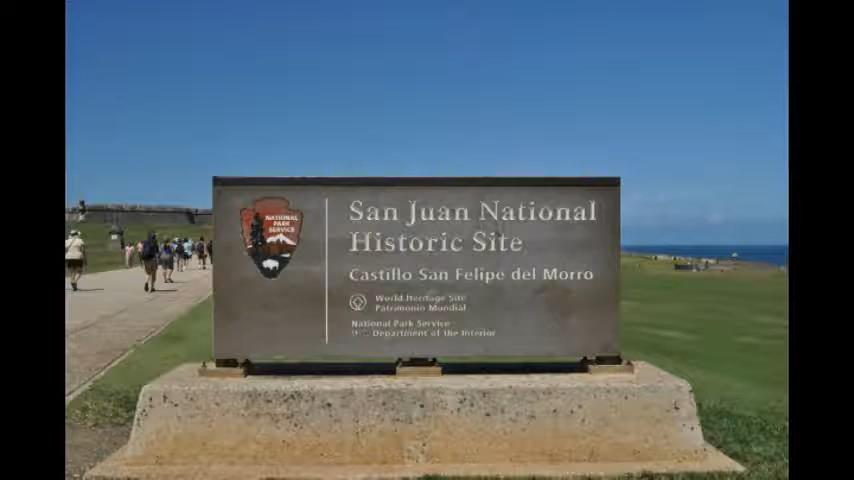 NATIONAL
PARK
SERVICE
San Juan National
Historic Site
Castillo San Felipe del Morro
World Heritage Site
Patrimonio Mundial
National Park Service
Department of the Interior